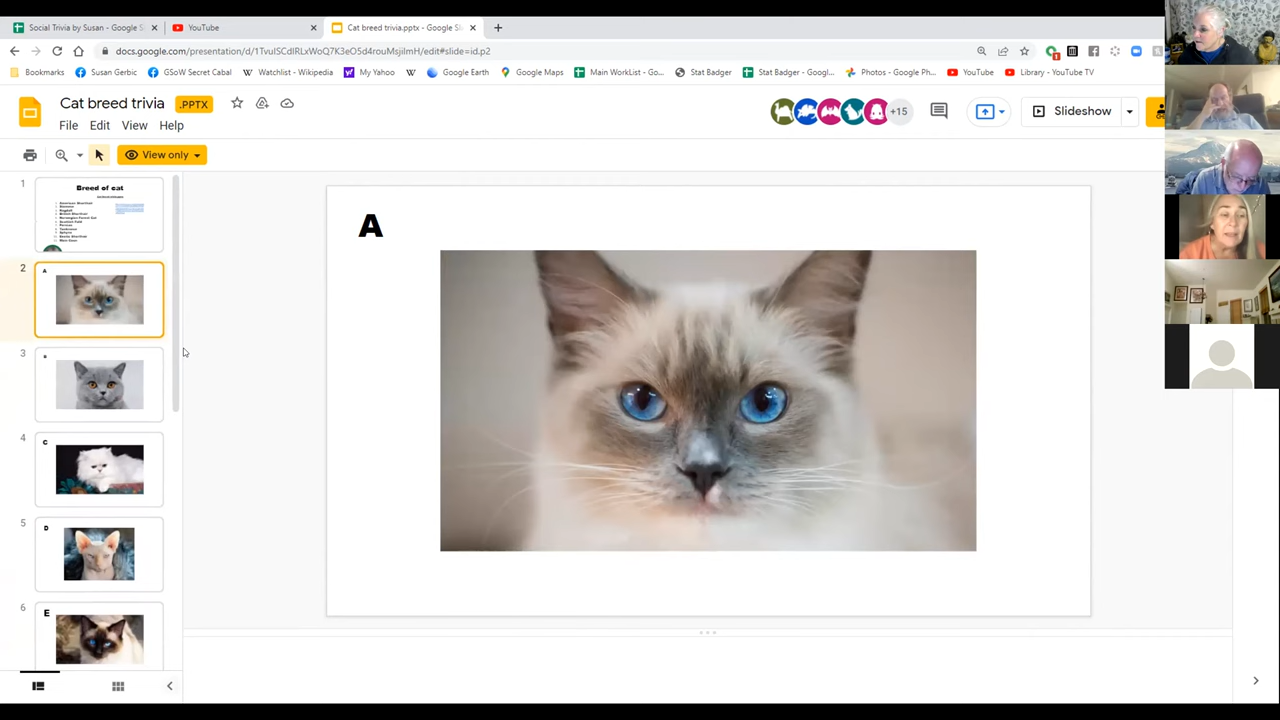 Social Trivia by Susan - Google S
YouTube
Cat breed trivia.pptx - Google Sl
docs.google.com/presentation/d/1TvuISCdlRLxWoQ7K3eO5d4rouMsjilmH/edit#slide=id.p2
Bookmarks
Susan Gerbic
GSoW Secret Cabal
Watchlist - Wikipedia
My Yahoo
Google Earth
Google Maps
Main WorkList - Go...
Stat Badger
Stat Badger - Googl...
Photos - Google Ph...
YouTube
Library - YouTube TV
Cat breed trivia
.PPTX
+15
Slideshow
File Edit View Help
View only
1
Breed of cat
2
A
3
B
4
C
5
D
6
E
A